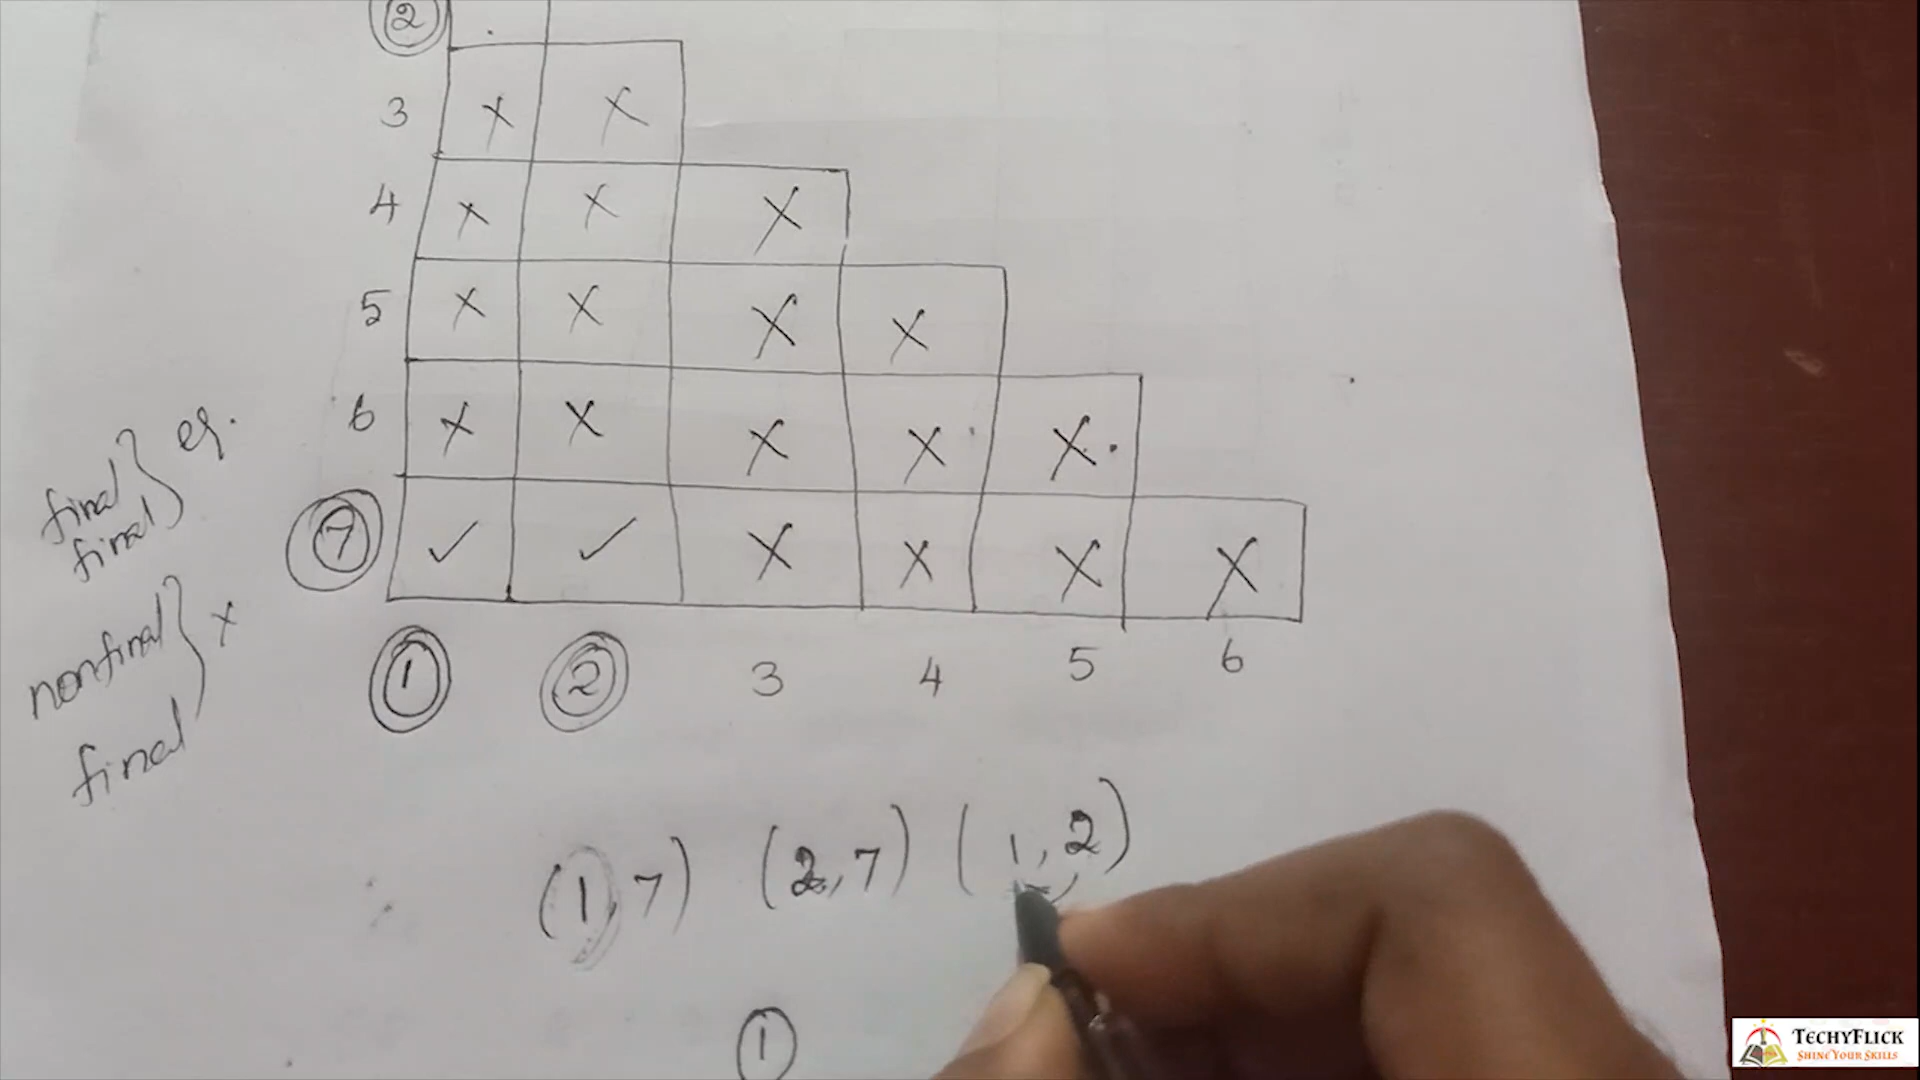 2
3 X X
4 X X X
5 X X X X
6 X X X X X
7 ✓ ✓ X X X X
1 2 3 4 5 6
final } eq.
final
nonfinal } X
final
(1,7) (2,7) (1,2)
1
TECHYFLICK
SHINE YOUR SKILLS